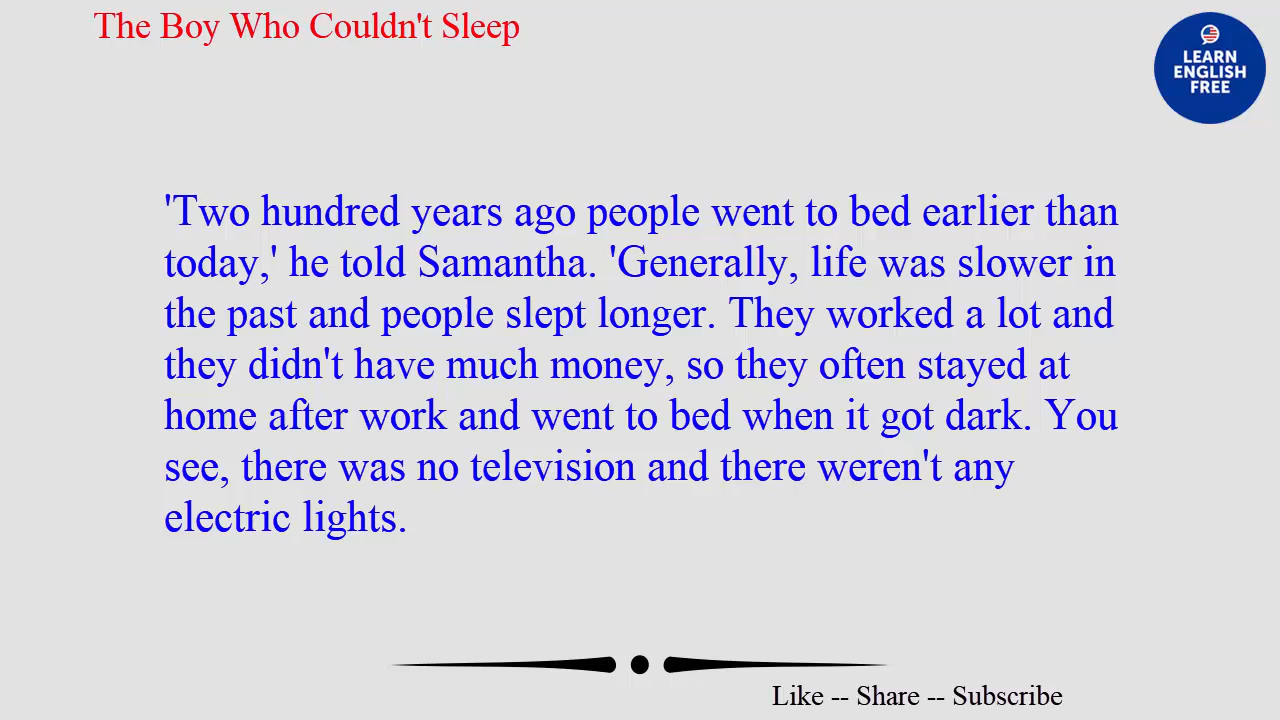 The Boy Who Couldn't Sleep
LEARN
ENGLISH
FREE
'Two hundred years ago people went to bed earlier than
today,' he told Samantha. 'Generally, life was slower in
the past and people slept longer. They worked a lot and
they didn't have much money, so they often stayed at
home after work and went to bed when it got dark. You
see, there was no television and there weren't any
electric lights.
Like -- Share -- Subscribe